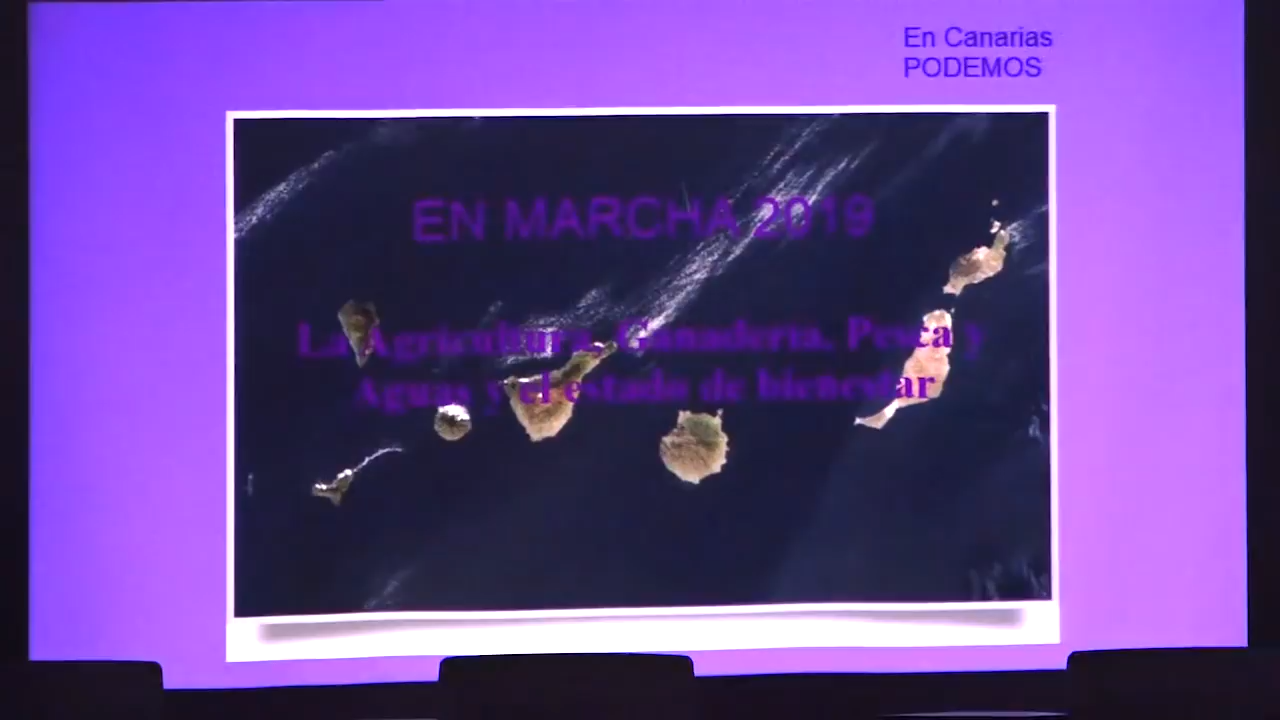 En Canarias
PODEMOS
EN MARCHA 2019
La Agricultura, Ganadería, Pesca y
Aguas y el estado de bienestar